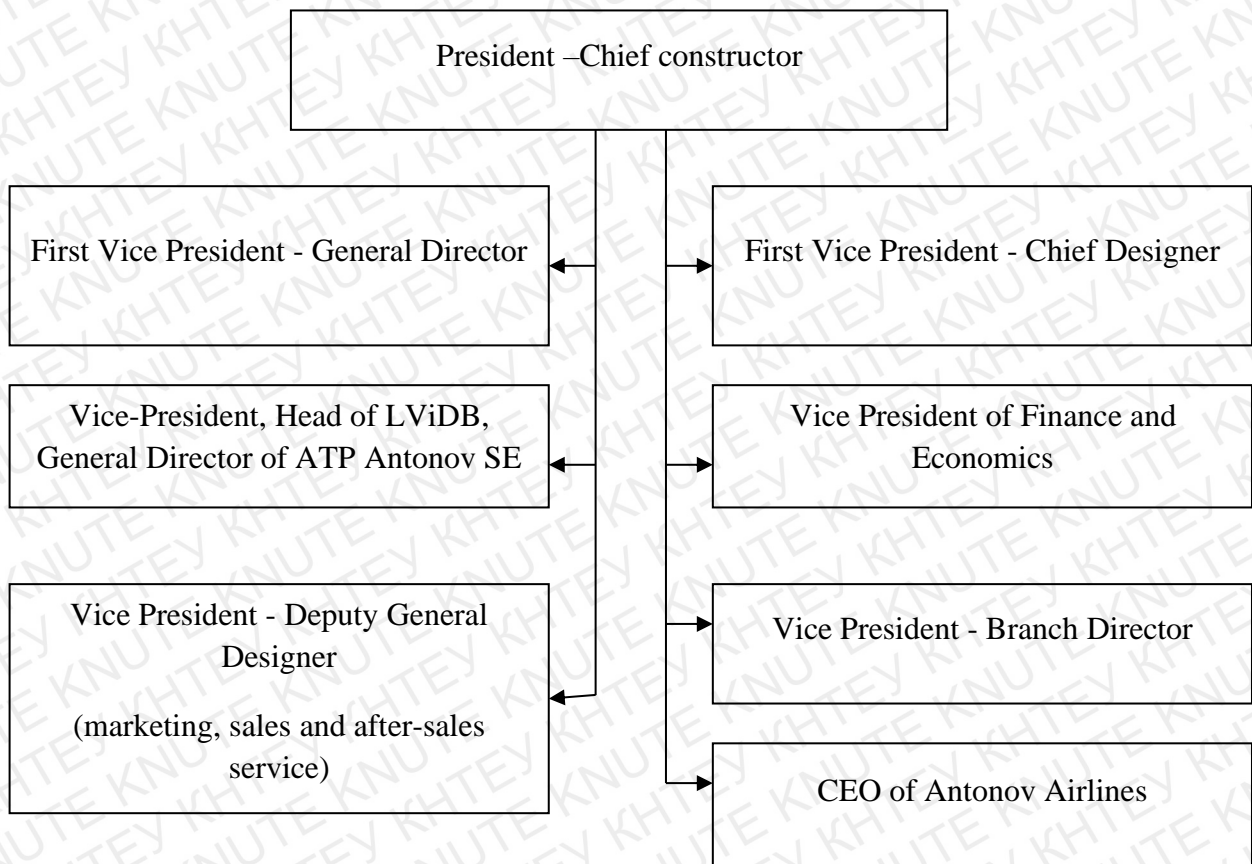 President –Chief constructor
First Vice President - General Director
First Vice President - Chief Designer
Vice-President, Head of LViDB,
General Director of ATP Antonov SE
Vice President of Finance and
Economics
Vice President - Deputy General
Designer
(marketing, sales and after-sales
service)
Vice President - Branch Director
CEO of Antonov Airlines
KNUTE КНТЕУ